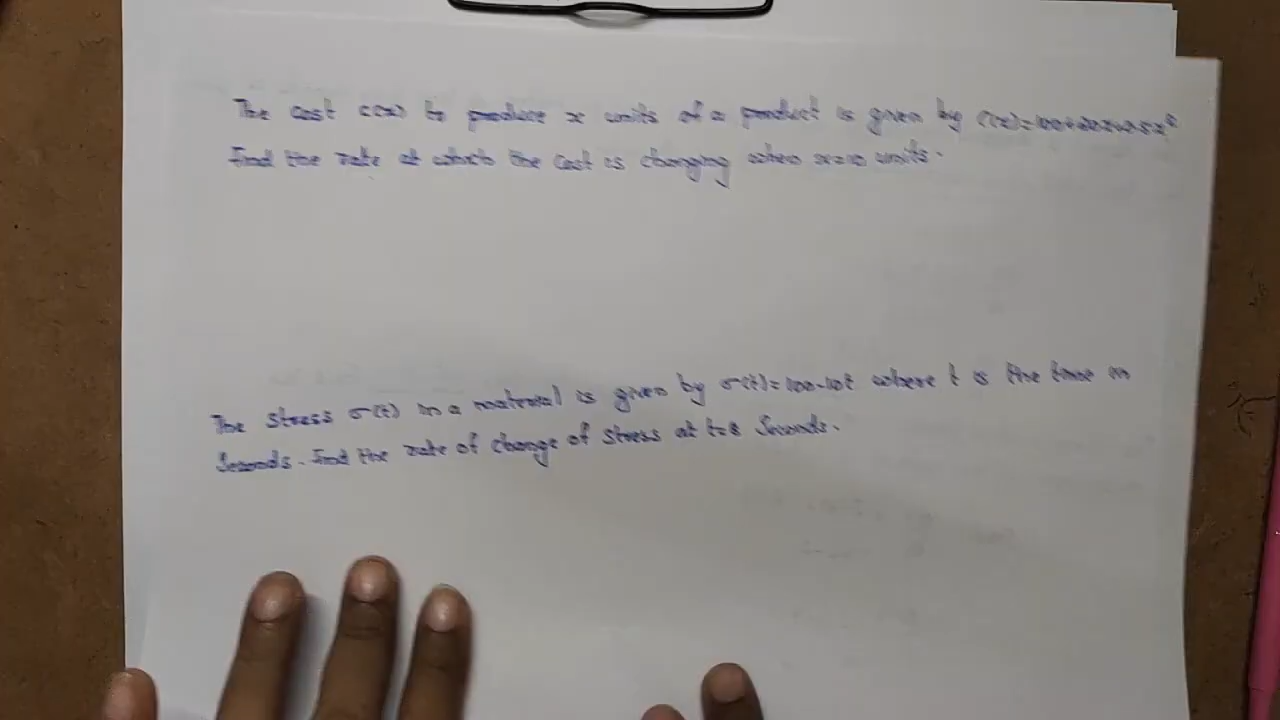 The cost C(x) to produce x units of a product is given by C(x)=100+20x+0.5x²
Find the rate at which the cost is changing when x=10 units.
The stress σ(t) in a material is given by σ(t)=100-10t where t is the time in
Seconds. Find the rate of change of stress at t=8 Seconds.